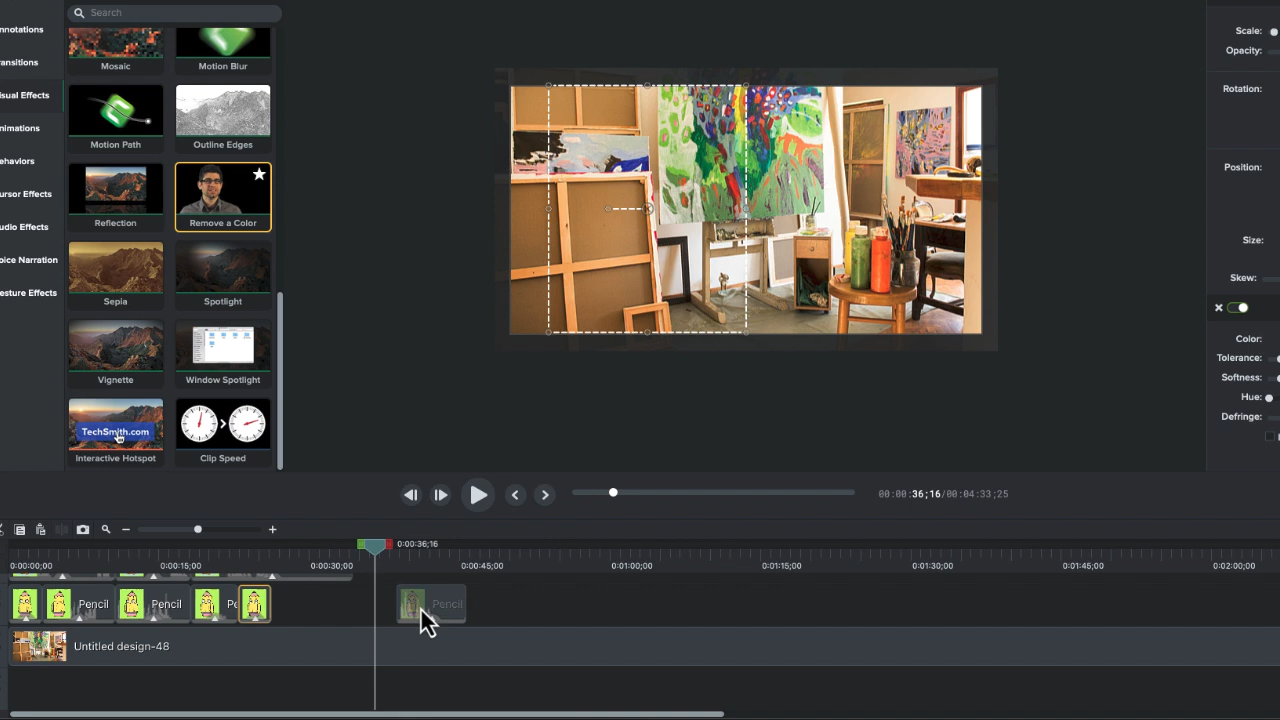 Search
nnotations
ransitions
isual Effects
nimations
ehaviors
ursor Effects
udio Effects
oice Narration
esture Effects
Mosaic
Motion Blur
Motion Path
Outline Edges
Reflection
Remove a Color
Sepia
Spotlight
Vignette
Window Spotlight
TechSmith.com
Interactive Hotspot
Clip Speed
Scale:
Opacity:
Rotation:
Position:
Size:
Skew:
Color:
Tolerance:
Softness:
Hue:
Defringe:
00:00:36;16/00:04:33;25
0:00:36;16
0:00:00;00
0:00:15;00
0:00:30;00
0:00:45;00
0:01:00;00
0:01:15;00
0:01:30;00
0:01:45;00
0:02:00;00
Pencil
Pencil
Pe
Pencil
Untitled design-48